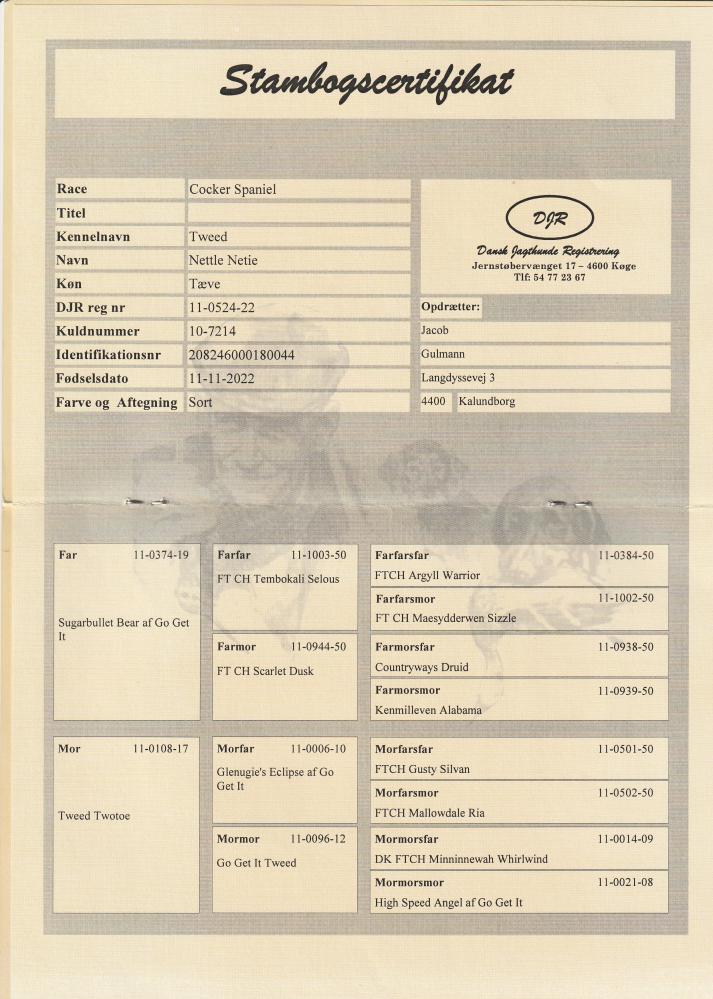 Stambogscertifikat
Race Cocker Spaniel
Titel
Kennelnavn Tweed
Navn Nettle Netie
Køn Tæve
DJR reg nr 11-0524-22
Kuldnummer 10-7214
Identifikationsnr 208246000180044
Fødselsdato 11-11-2022
Farve og Aftegning Sort
DJR
Dansk Jagthunde Registrering
Jernstøbervænget 17 – 4600 Køge
Tlf: 54 77 23 67
Opdrætter:
Jacob
Gulmann
Langdyssevej 3
4400 Kalundborg
Far 11-0374-19
Sugarbullet Bear af Go Get
It
Farfar 11-1003-50
FT CH Tembokali Selous
Farmor 11-0944-50
FT CH Scarlet Dusk
Farfarsfar 11-0384-50
FTCH Argyll Warrior
Farfarsmor 11-1002-50
FT CH Maesydderwen Sizzle
Farmorsfar 11-0938-50
Countryways Druid
Farmorsmor 11-0939-50
Kenmilleven Alabama
Mor 11-0108-17
Tweed Twotoe
Morfar 11-0006-10
Glenugie's Eclipse af Go
Get It
Mormor 11-0096-12
Go Get It Tweed
Morfarsfar 11-0501-50
FTCH Gusty Silvan
Morfarsmor 11-0502-50
FTCH Mallowdale Ria
Mormorsfar 11-0014-09
DK FTCH Minninnewah Whirlwind
Mormorsmor 11-0021-08
High Speed Angel af Go Get It